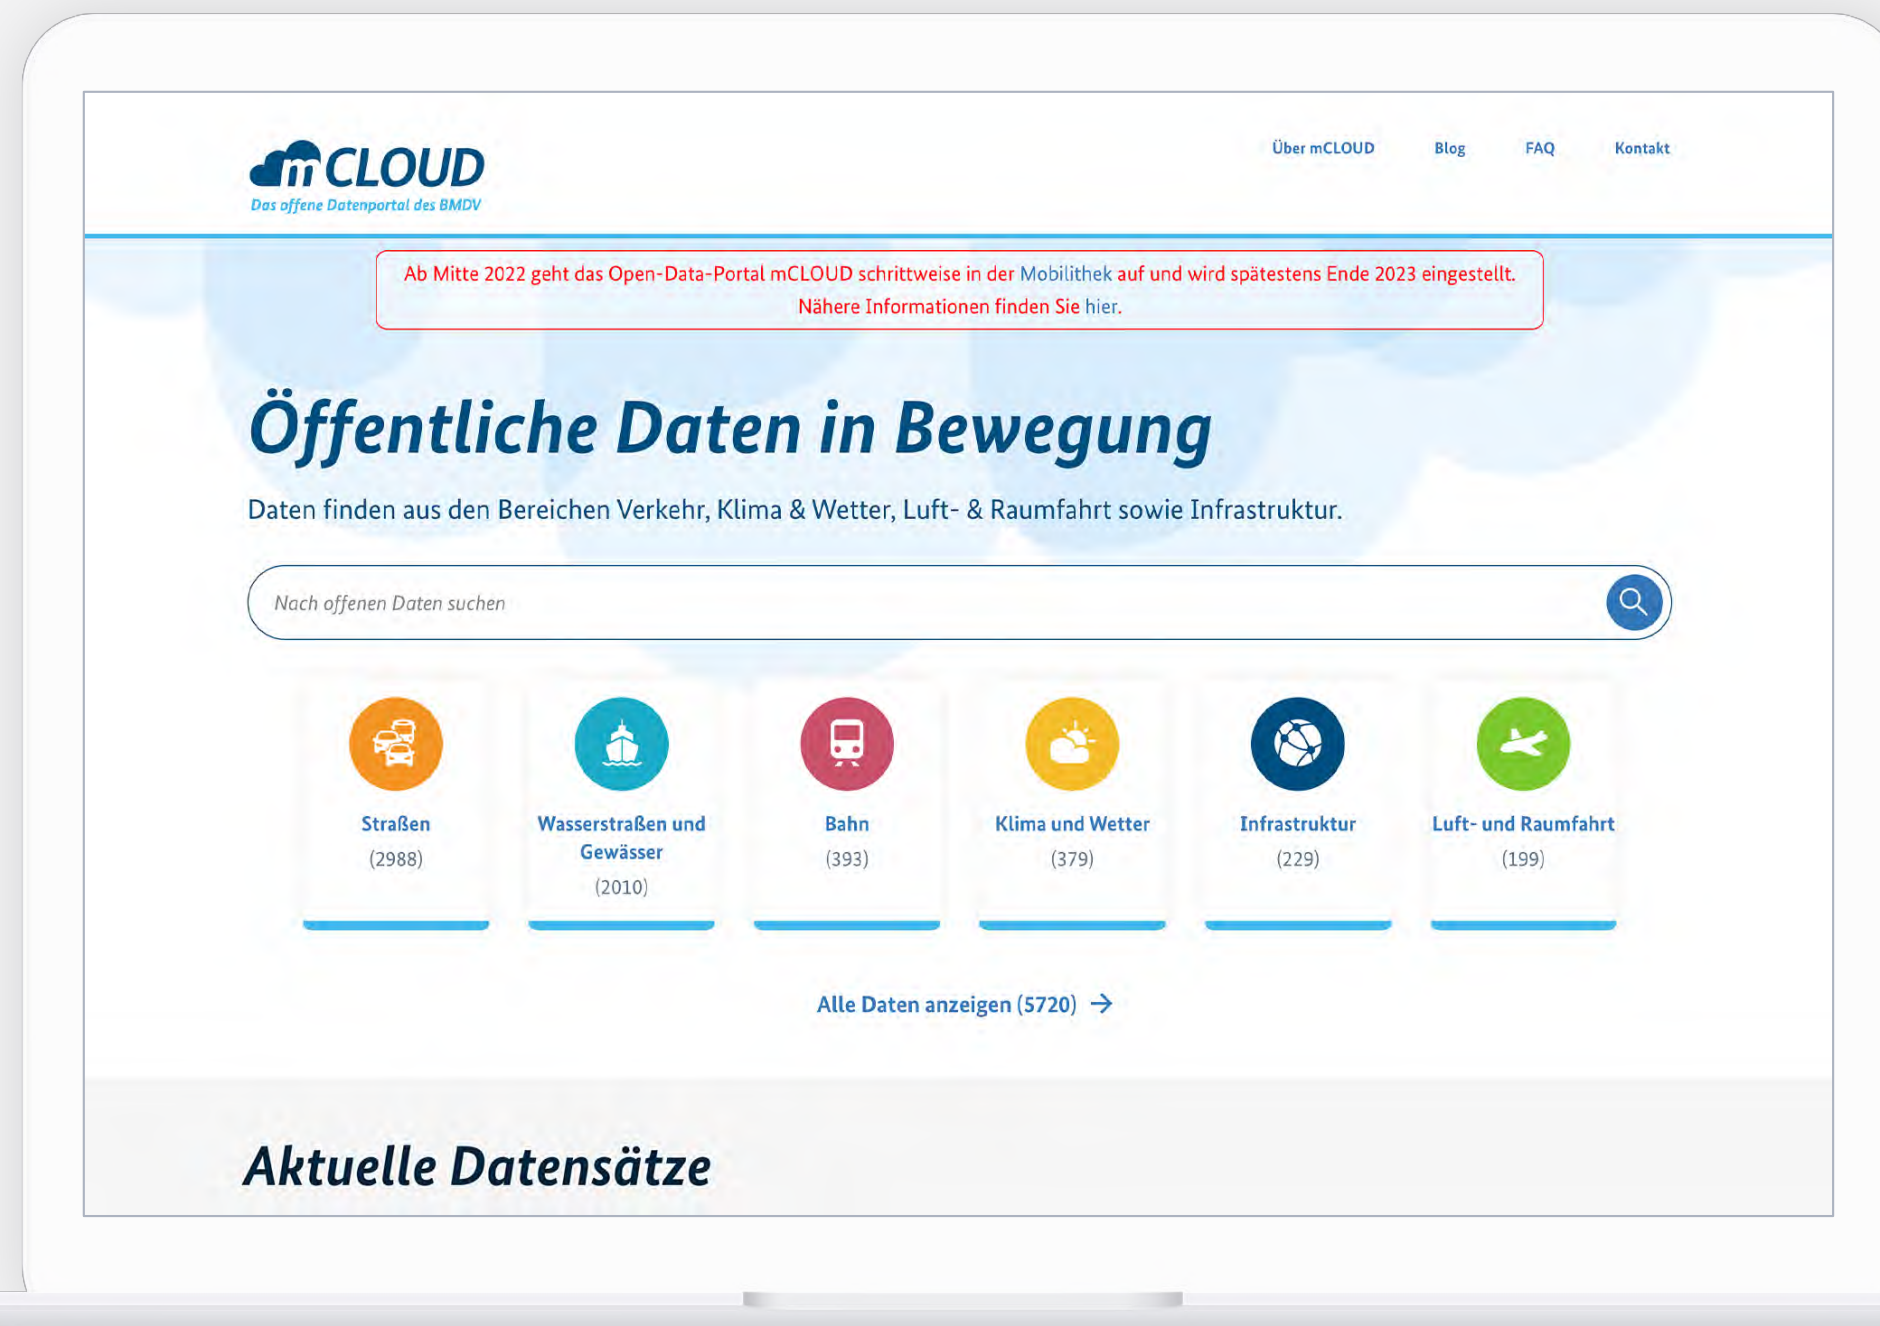 mCLOUD
Das offene Datenportal des BMDV
Über mCLOUD Blog FAQ Kontakt
Ab Mitte 2022 geht das Open-Data-Portal mCLOUD schrittweise in der Mobilithek auf und wird spätestens Ende 2023 eingestellt.
Nähere Informationen finden Sie hier.
Öffentliche Daten in Bewegung
Daten finden aus den Bereichen Verkehr, Klima & Wetter, Luft- & Raumfahrt sowie Infrastruktur.
Nach offenen Daten suchen
Straßen
(2988)
Wasserstraßen und
Gewässer
(2010)
Bahn
(393)
Klima und Wetter
(379)
Infrastruktur
(229)
Luft- und Raumfahrt
(199)
Alle Daten anzeigen (5720)
Aktuelle Datensätze